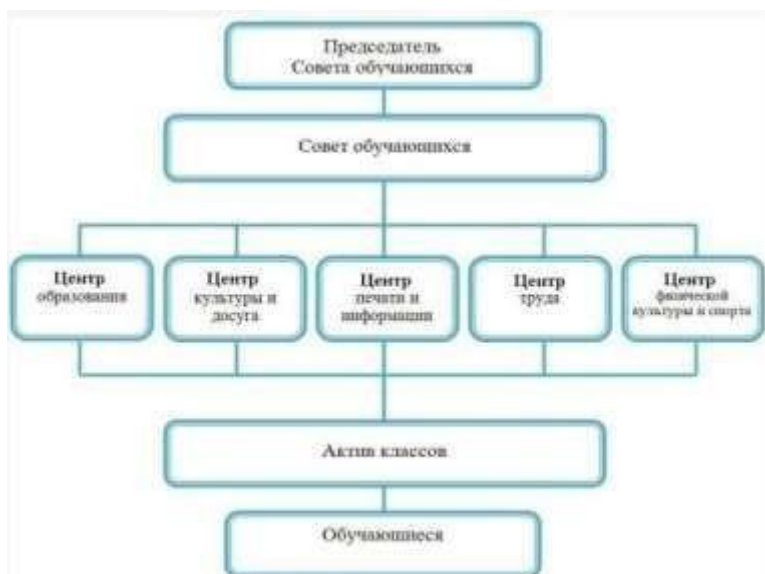 Председатель
Совета обучающихся
Совет обучающихся
Центр
образования
Центр
культуры и
досуга
Центр
печати и
информации
Центр
труда
Центр
физической
культуры и спорта
Актив классов
Обучающиеся